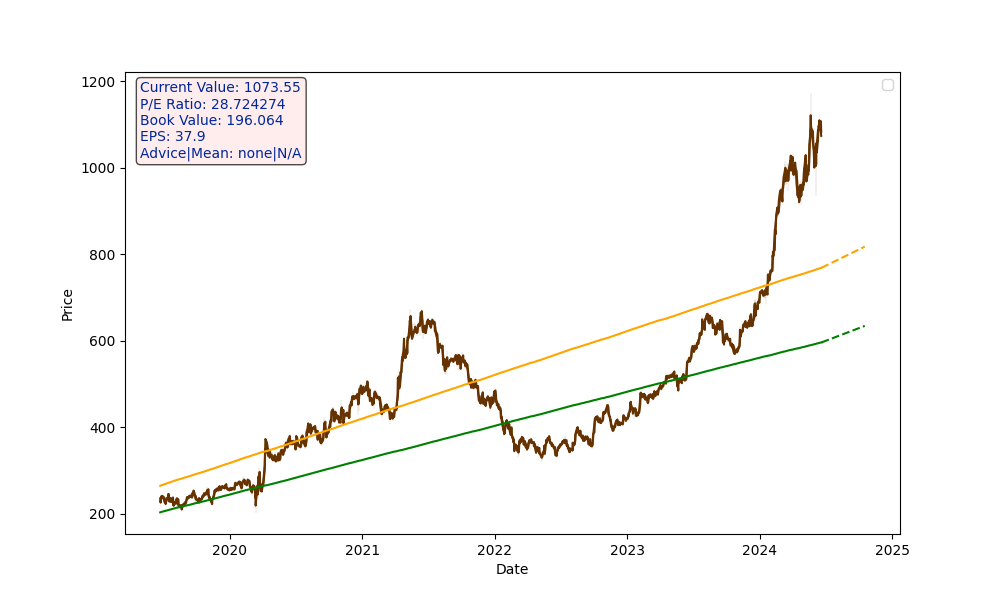 Current Value: 1073.55
P/E Ratio: 28.724274
Book Value: 196.064
EPS: 37.9
Advice|Mean: none|N/A
1200
1000
800
600
400
200
Price
2020
2021
2022
2023
2024
2025
Date